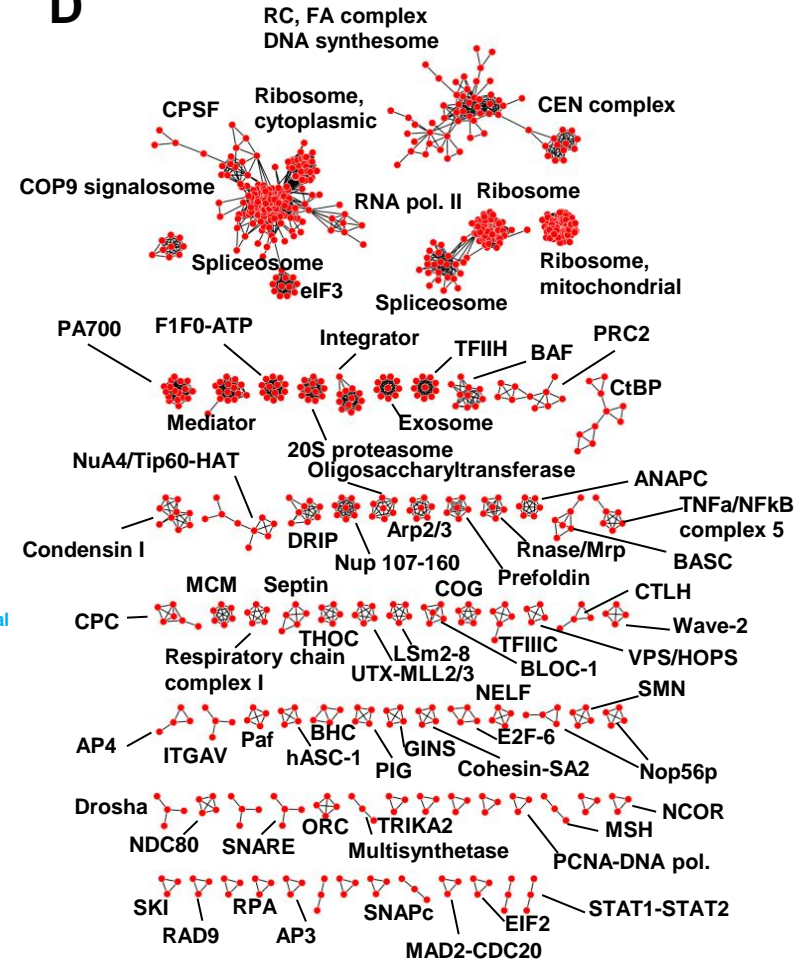 D
RC, FA complex
DNA synthesome
CPSF
Ribosome,
cytoplasmic
CEN complex
COP9 signalosome
RNA pol. II
Ribosome
Spliceosome
eIF3
Ribosome,
mitochondrial
Spliceosome
PA700
F1F0-ATP
Integrator
TFIIH
BAF
PRC2
CtBP
Mediator
Exosome
20S proteasome
NuA4/Tip60-HAT
Oligosaccharyltransferase
ANAPC
TNFa/NFkB
complex 5
Condensin I
DRIP
Arp2/3
Nup 107-160
Rnase/Mrp
BASC
Prefoldin
MCM
Septin
COG
CTLH
CPC
Wave-2
THOC
TFIIIC
Respiratory chain
complex I
LSm2-8
UTX-MLL2/3
BLOC-1
VPS/HOPS
NELF
SMN
AP4
ITGAV
Paf
BHC
hASC-1
PIG
GINS
E2F-6
Cohesin-SA2
Nop56p
Drosha
NCOR
NDC80
SNARE
ORC
TRIKA2
MSH
Multisynthetase
PCNA-DNA pol.
SKI
RPA
SNAPc
STAT1-STAT2
RAD9
AP3
EIF2
MAD2-CDC20
al